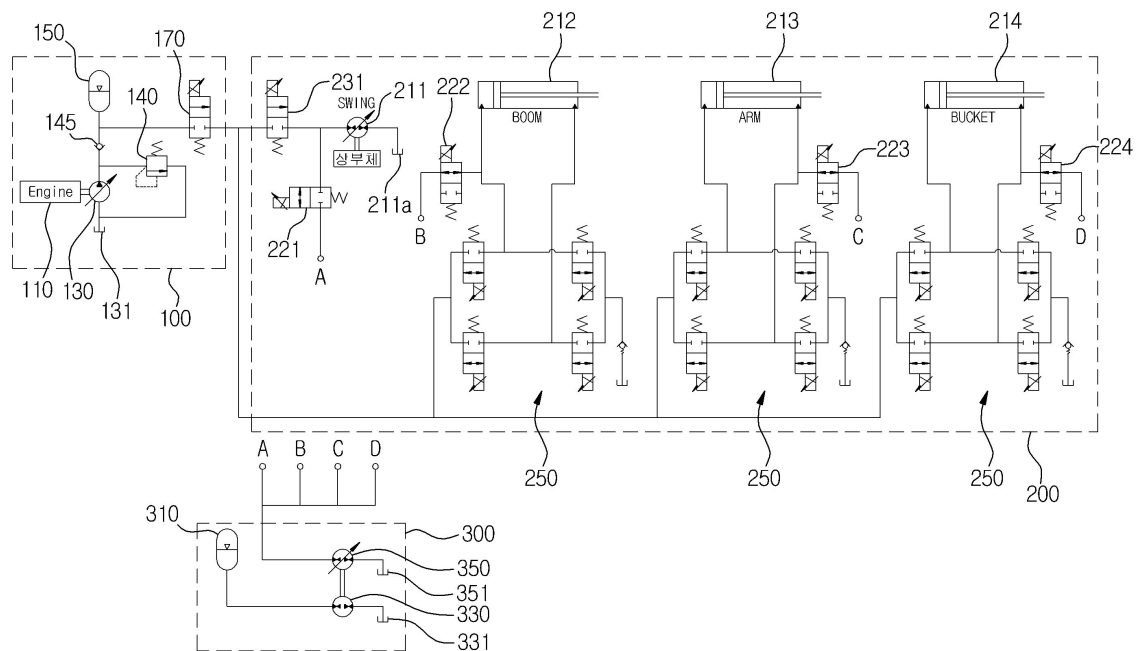 212
213
214
150
170
231
SWING
211
222
140
145
BOOM
ARM
BUCKET
223
224
상부체
Engine
211a
B
C
D
221
A
110
130
131
100
250
250
250
200
A
B
C
D
310
300
350
351
330
331